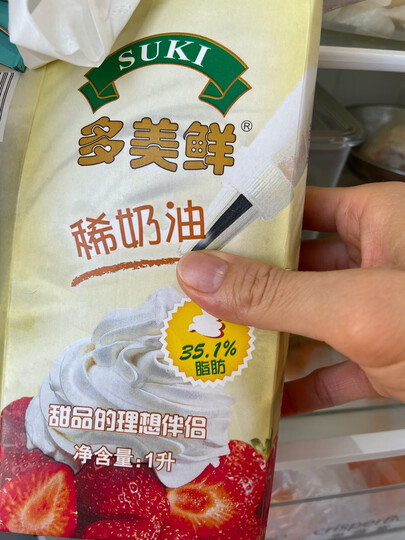 SUKI
多美鲜®
稀奶油
35.1%
脂肪
甜品的理想伴侣
净含量:1升